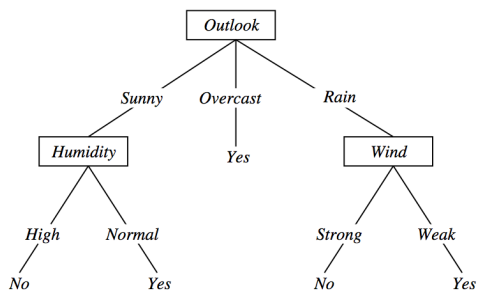 Outlook
Sunny Overcast Rain
Humidity Yes Wind
High Normal Strong Weak
No Yes No Yes